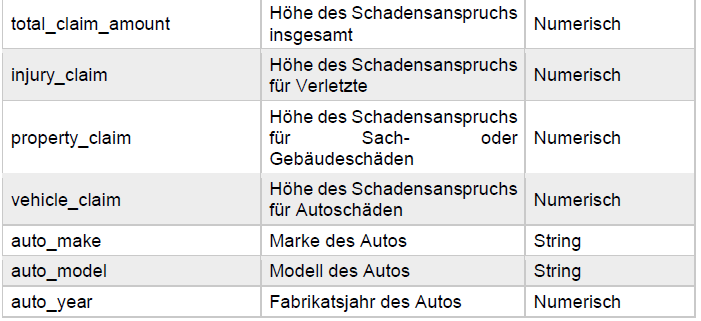 total_claim_amount
Höhe des Schadensanspruchs
insgesamt
Numerisch
injury_claim
Höhe des Schadensanspruchs
für Verletzte
Numerisch
property_claim
Höhe des Schadensanspruchs
für Sach- oder
Gebäudeschäden
Numerisch
vehicle_claim
Höhe des Schadensanspruchs
für Autoschäden
Numerisch
auto_make
Marke des Autos
String
auto_model
Modell des Autos
String
auto_year
Fabrikatsjahr des Autos
Numerisch